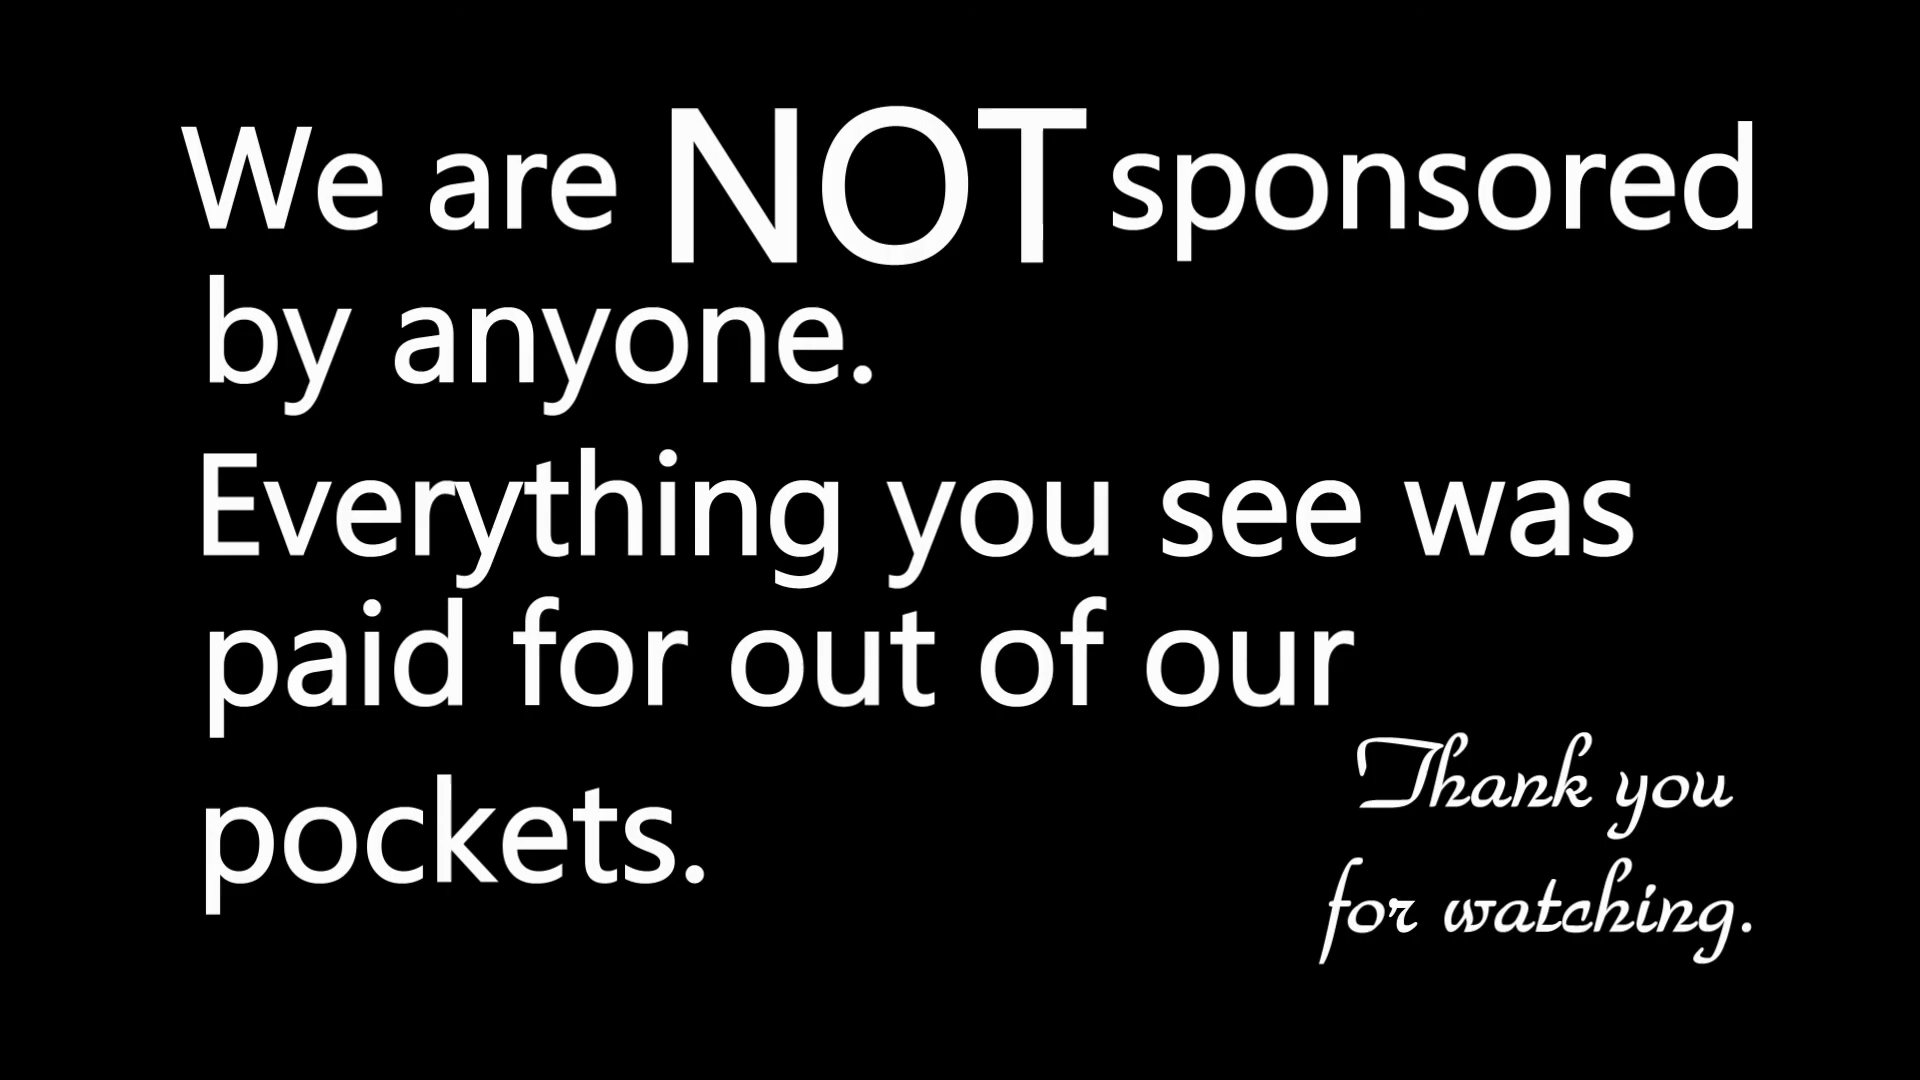 We are NOT sponsored
by anyone.
Everything you see was
paid for out of our
pockets.
Thank you
for watching.